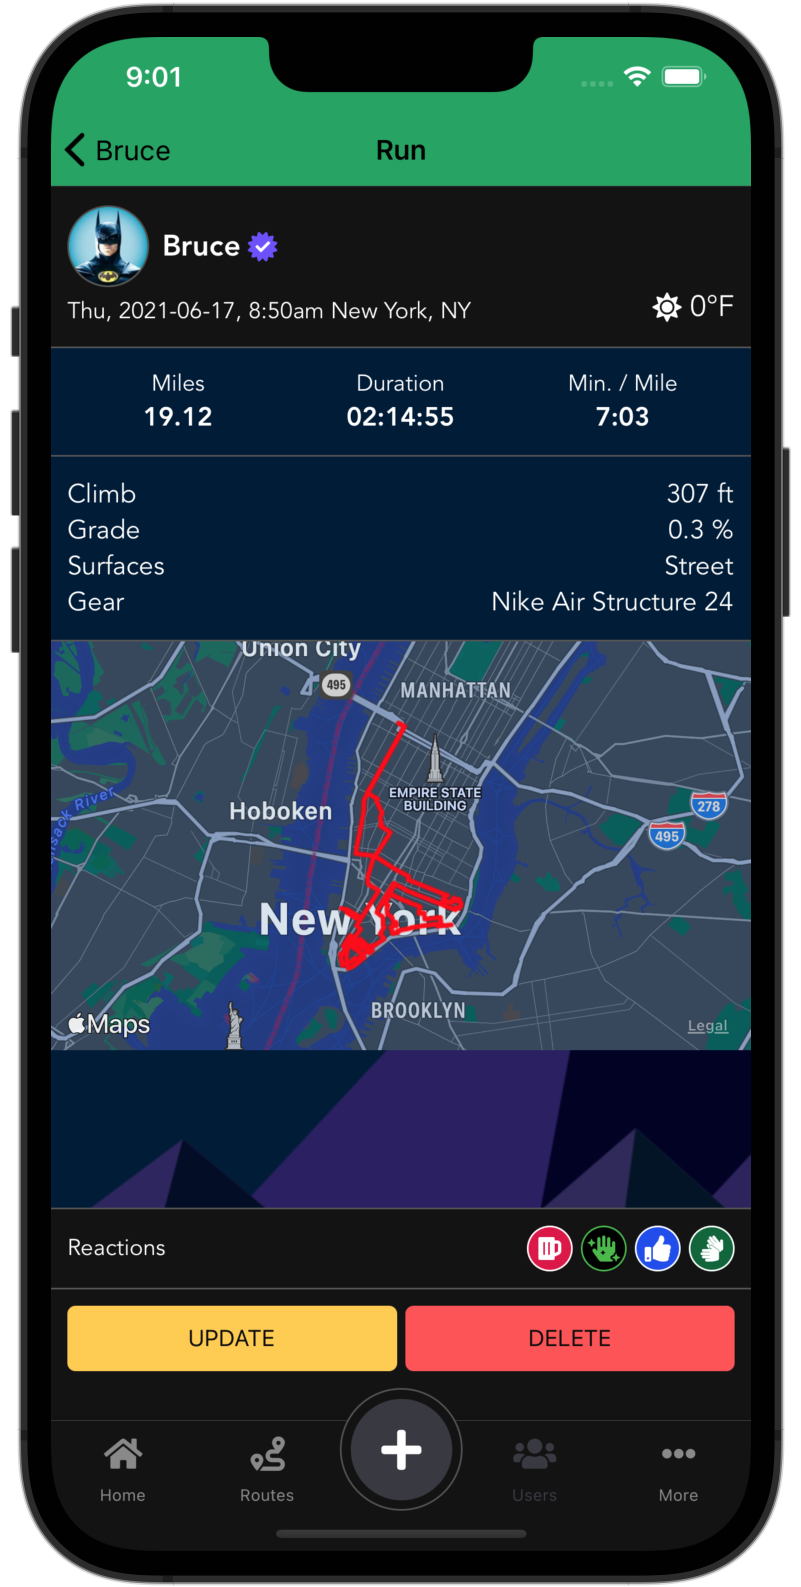 9:01
Bruce
Run
Bruce
Thu, 2021-06-17, 8:50am New York, NY
0°F
Miles
Duration
Min. / Mile
19.12
02:14:55
7:03
Climb
307 ft
Grade
0.3 %
Surfaces
Street
Gear
Nike Air Structure 24
Union City
495
MANHATTAN
EMPIRE STATE
BUILDING
278
Hoboken
495
New York
BROOKLYN
Maps
Legal
Reactions
UPDATE
DELETE
Home
Routes
Users
More